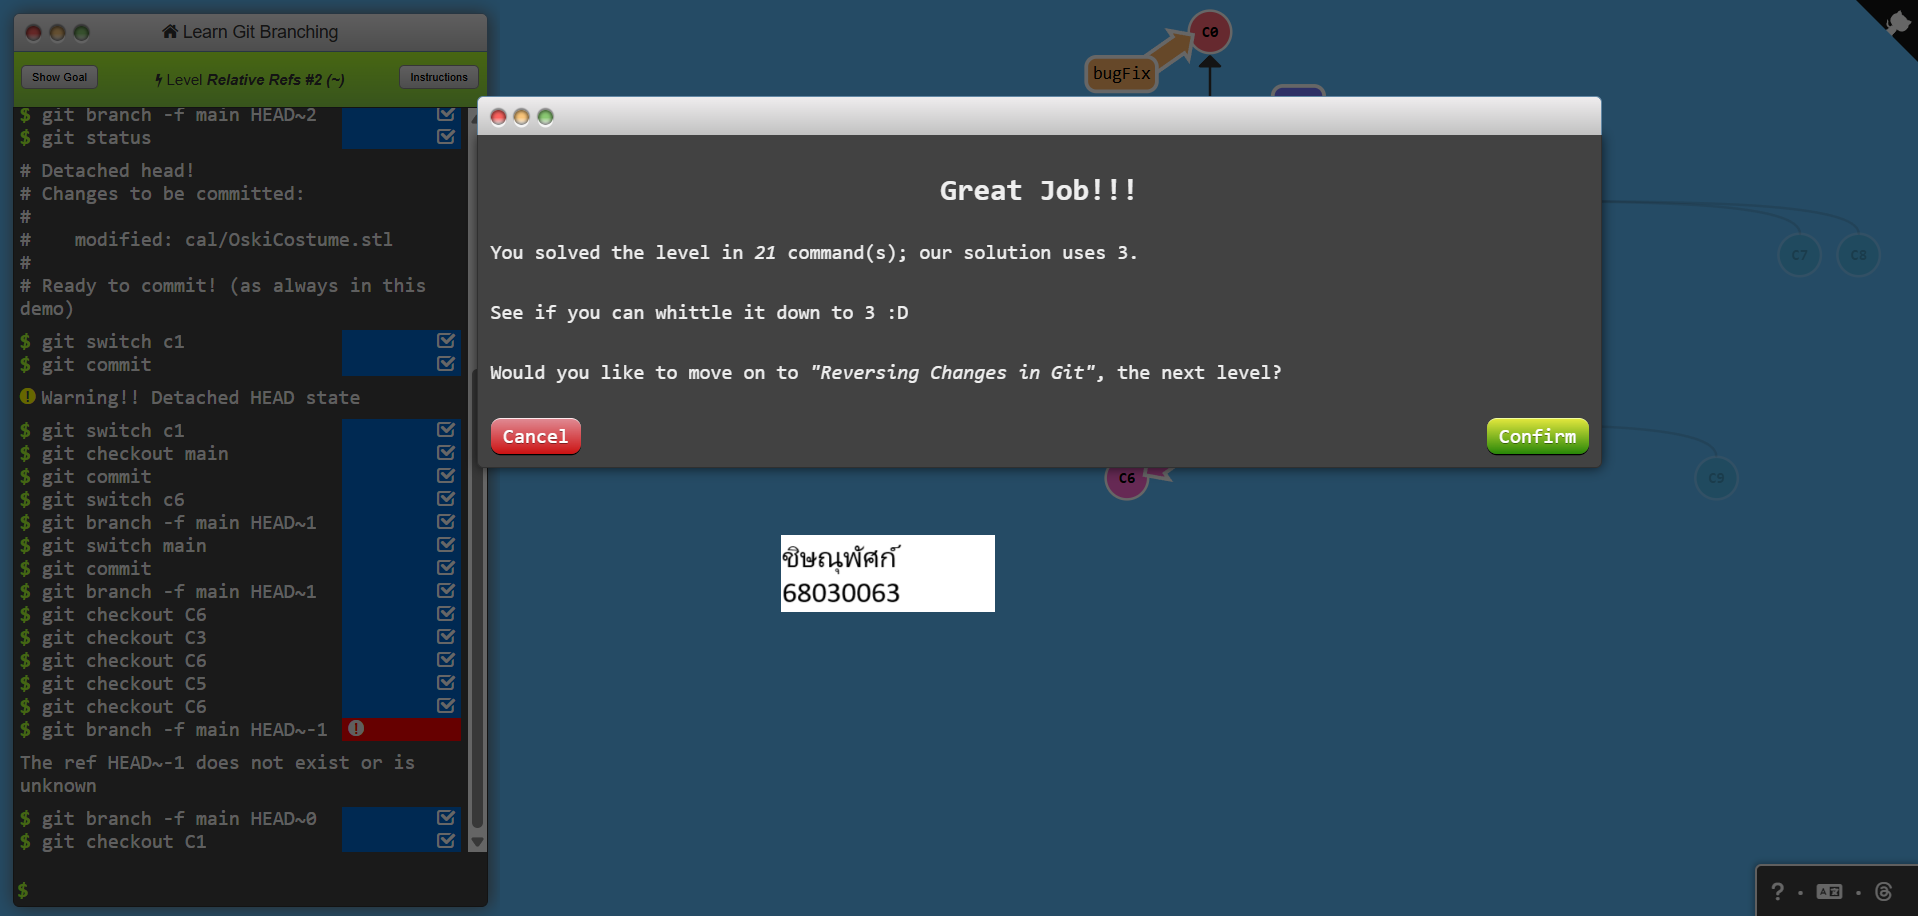 Learn Git Branching
Show Goal
Level Relative Refs #2 (~)
Instructions
$ git branch -f main HEAD~2
$ git status
# Detached head!
# Changes to be committed:
#
#    modified: cal/OskiCostume.stl
#
# Ready to commit! (as always in this
demo)
$ git switch c1
$ git commit
Warning!! Detached HEAD state
$ git switch c1
$ git checkout main
$ git commit
$ git switch c6
$ git branch -f main HEAD~1
$ git switch main
$ git commit
$ git branch -f main HEAD~1
$ git checkout C6
$ git checkout C3
$ git checkout C6
$ git checkout C5
$ git checkout C6
$ git branch -f main HEAD~-1
The ref HEAD~-1 does not exist or is
unknown
$ git branch -f main HEAD~0
$ git checkout C1
$
C0
bugFix
Great Job!!!
You solved the level in 21 command(s); our solution uses 3.
See if you can whittle it down to 3 :D
Would you like to move on to "Reversing Changes in Git", the next level?
Cancel
Confirm
C7
C8
C6
C9
ชิษณุพัศก์
68030063
?